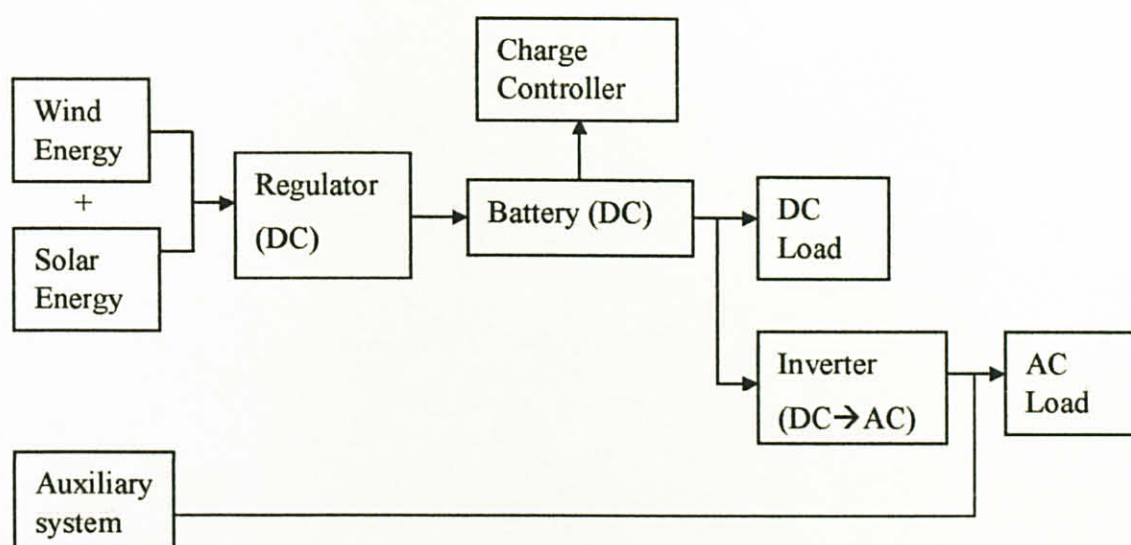 Charge
Controller
Wind
Energy
+
Solar
Energy
Regulator
(DC)
Battery (DC)
DC
Load
Inverter
(DC→AC)
AC
Load
Auxiliary
system